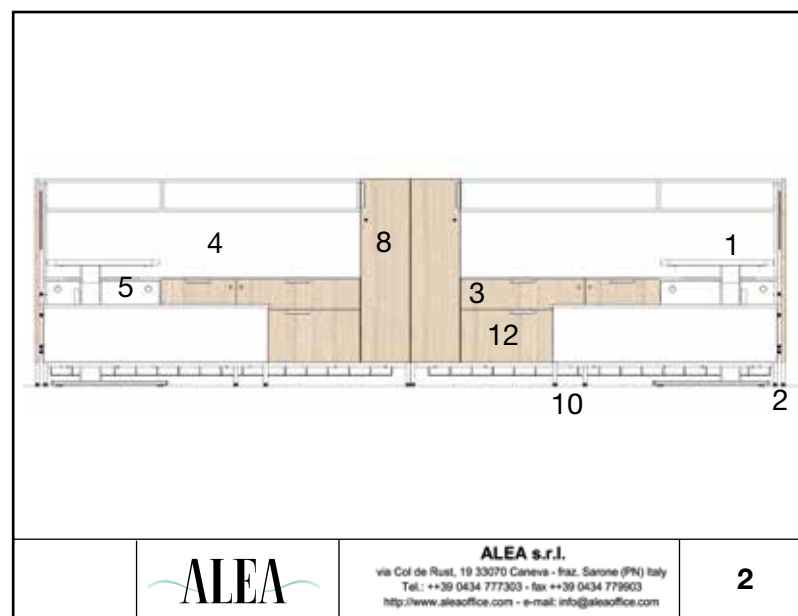 4
8
1
5
3
12
10
2
ALEA
ALEA s.r.l.
via Col de Rust, 19 33070 Caneva - fraz. Sarone (PN) Italy
Tel.: ++39 0434 777303 - fax ++39 0434 779903
http://www.aleaoffice.com - e-mail: info@aleaoffice.com
2